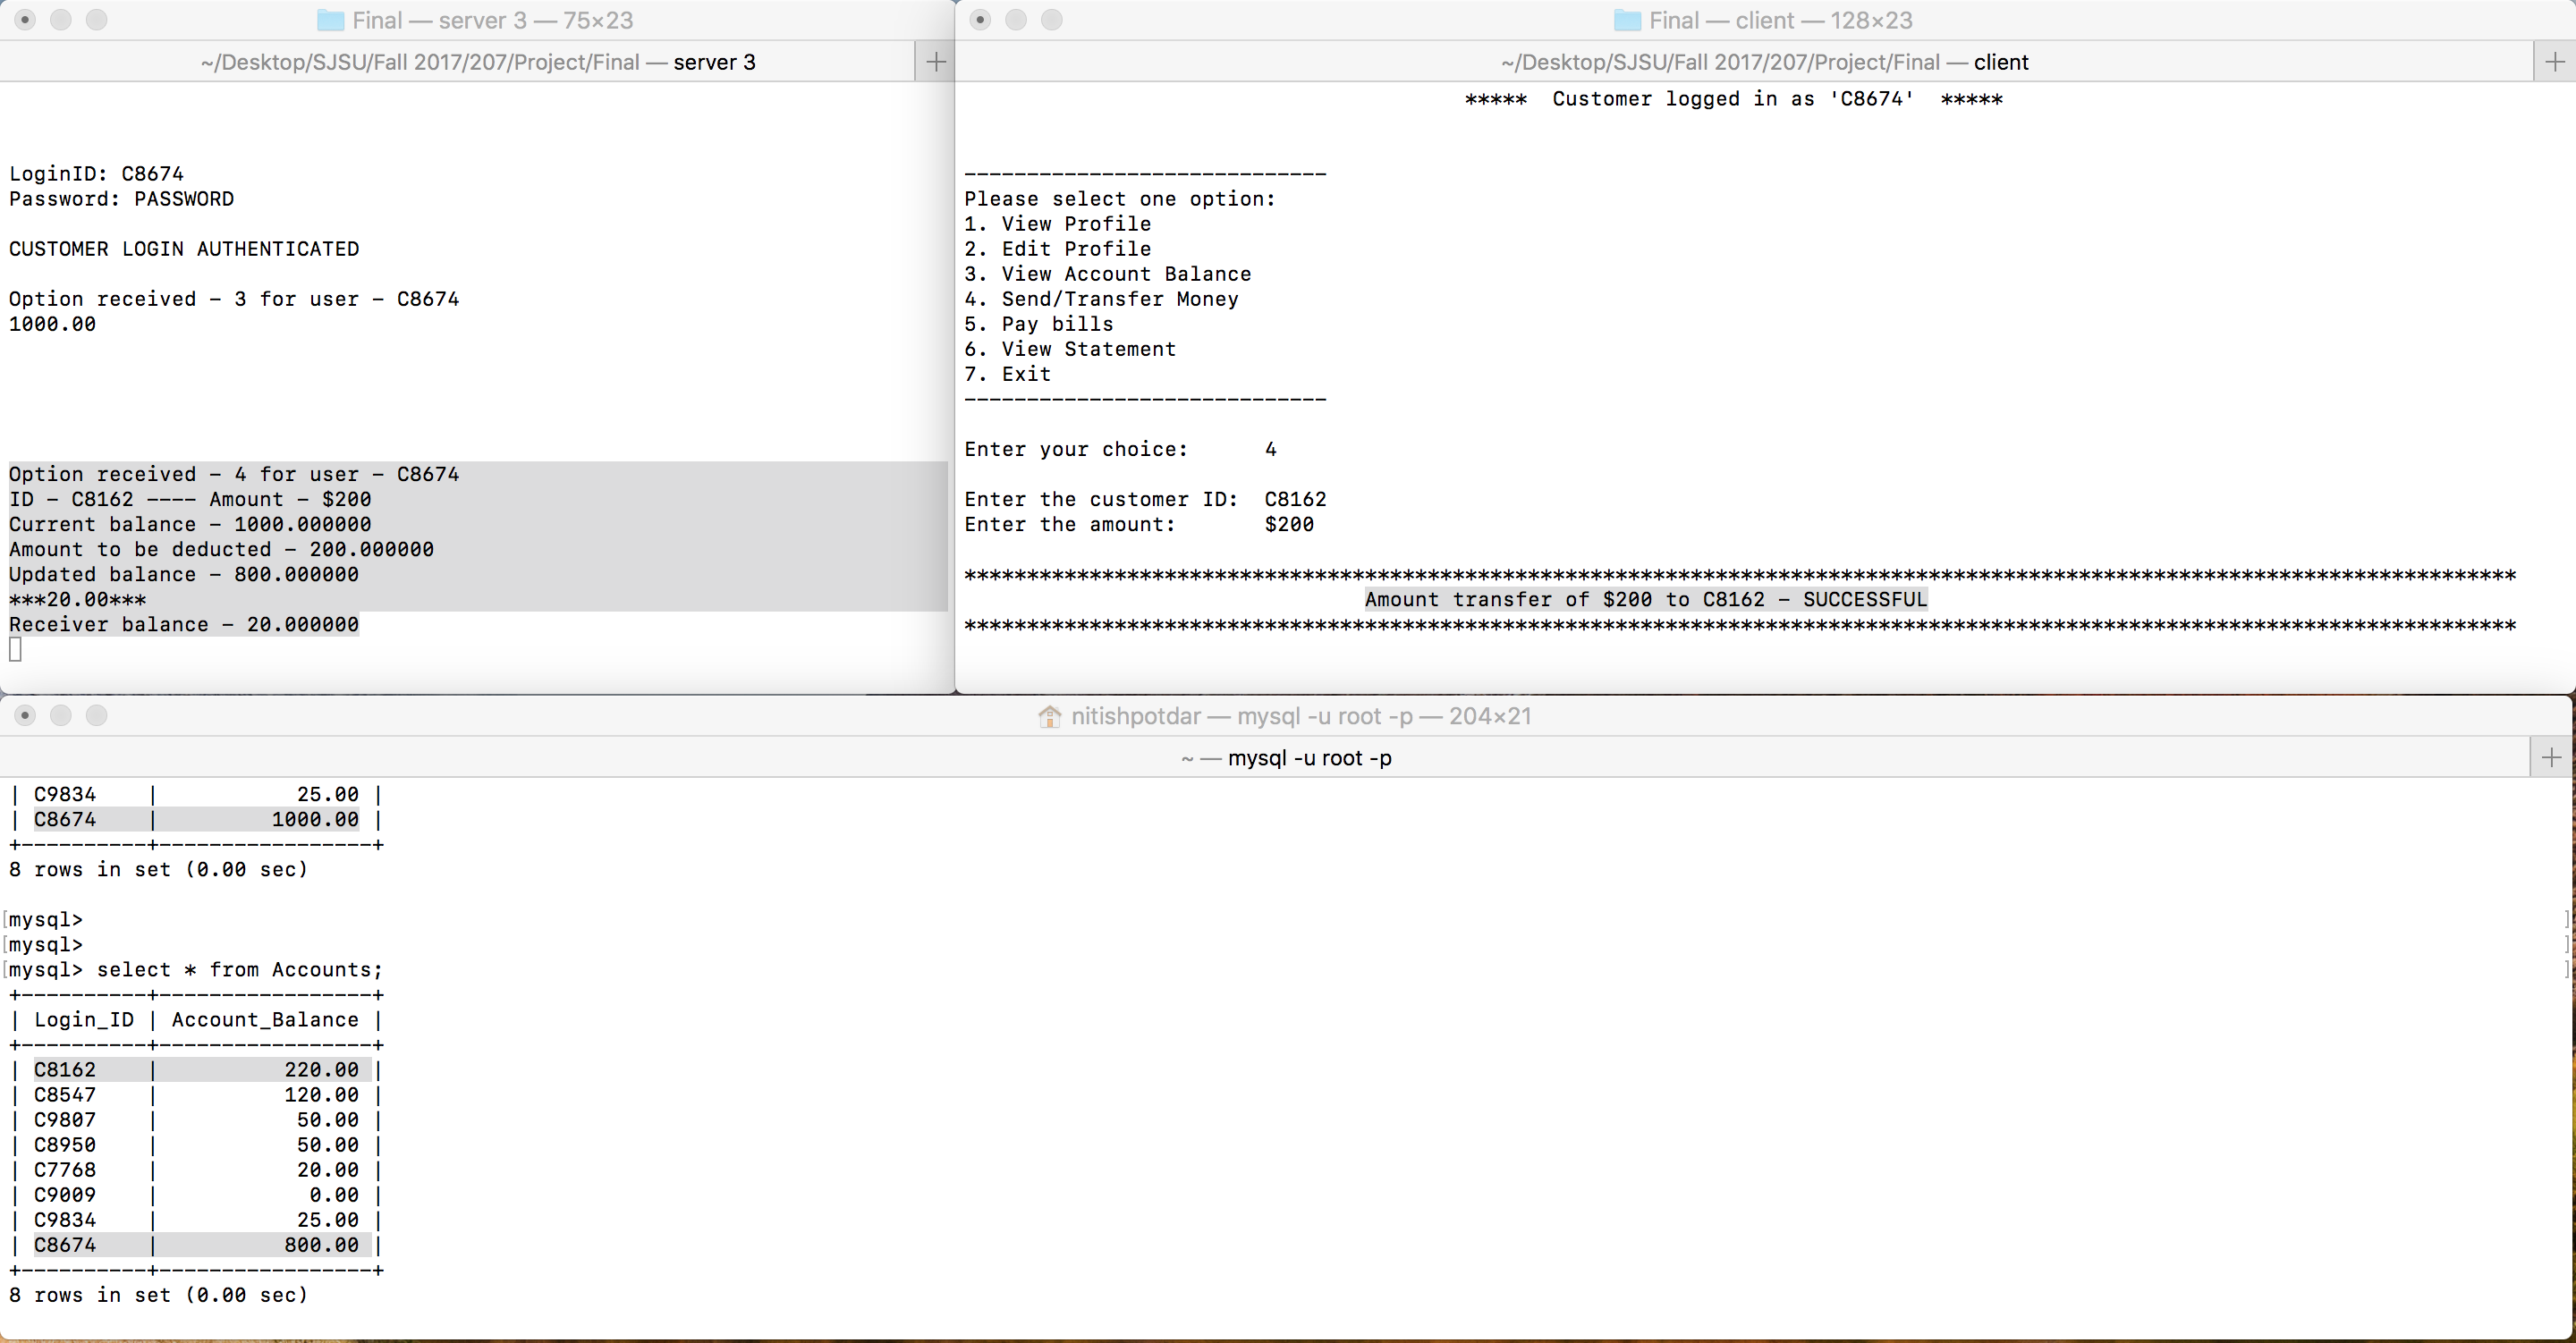 Final — server 3 — 75×23
~/Desktop/SJSU/Fall 2017/207/Project/Final — server 3
LoginID: C8674
Password: PASSWORD
CUSTOMER LOGIN AUTHENTICATED
Option received - 3 for user - C8674
1000.00
Option received - 4 for user - C8674
ID - C8162 ---- Amount - $200
Current balance - 1000.000000
Amount to be deducted - 200.000000
Updated balance - 800.000000
***20.00***
Receiver balance - 20.000000
Final — client — 128×23
~/Desktop/SJSU/Fall 2017/207/Project/Final — client
***** Customer logged in as 'C8674' *****
-----------------------------
Please select one option:
1. View Profile
2. Edit Profile
3. View Account Balance
4. Send/Transfer Money
5. Pay bills
6. View Statement
7. Exit
-----------------------------
Enter your choice: 4
Enter the customer ID: C8162
Enter the amount: $200
****************************************************************************************************************************
Amount transfer of $200 to C8162 - SUCCESSFUL
****************************************************************************************************************************
nitishpotdar — mysql -u root -p — 204×21
~ — mysql -u root -p
| C9834    |           25.00 |
| C8674    |         1000.00 |
+----------+-----------------+
8 rows in set (0.00 sec)
[mysql> ]
[mysql> ]
[mysql> select * from Accounts; ]
+----------+-----------------+
| Login_ID | Account_Balance |
+----------+-----------------+
| C8162    |          220.00 |
| C8547    |          120.00 |
| C9807    |           50.00 |
| C8950    |           50.00 |
| C7768    |           20.00 |
| C9009    |            0.00 |
| C9834    |           25.00 |
| C8674    |          800.00 |
+----------+-----------------+
8 rows in set (0.00 sec)